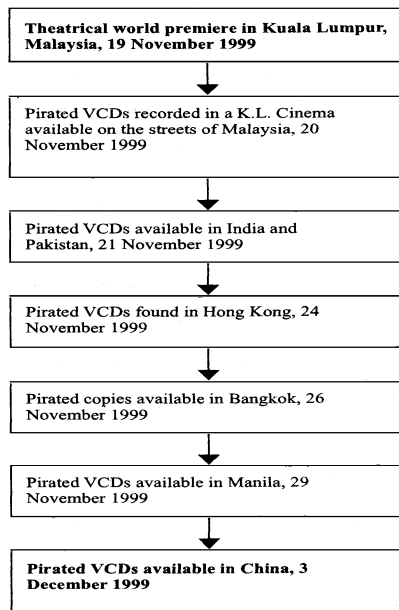 Theatrical world premiere in Kuala Lumpur,
Malaysia, 19 November 1999
Pirated VCDs recorded in a K.L. Cinema
available on the streets of Malaysia, 20
November 1999
Pirated VCDs available in India and
Pakistan, 21 November 1999
Pirated VCDs found in Hong Kong, 24
November 1999
Pirated copies available in Bangkok, 26
November 1999
Pirated VCDs available in Manila, 29
November 1999
Pirated VCDs available in China, 3
December 1999